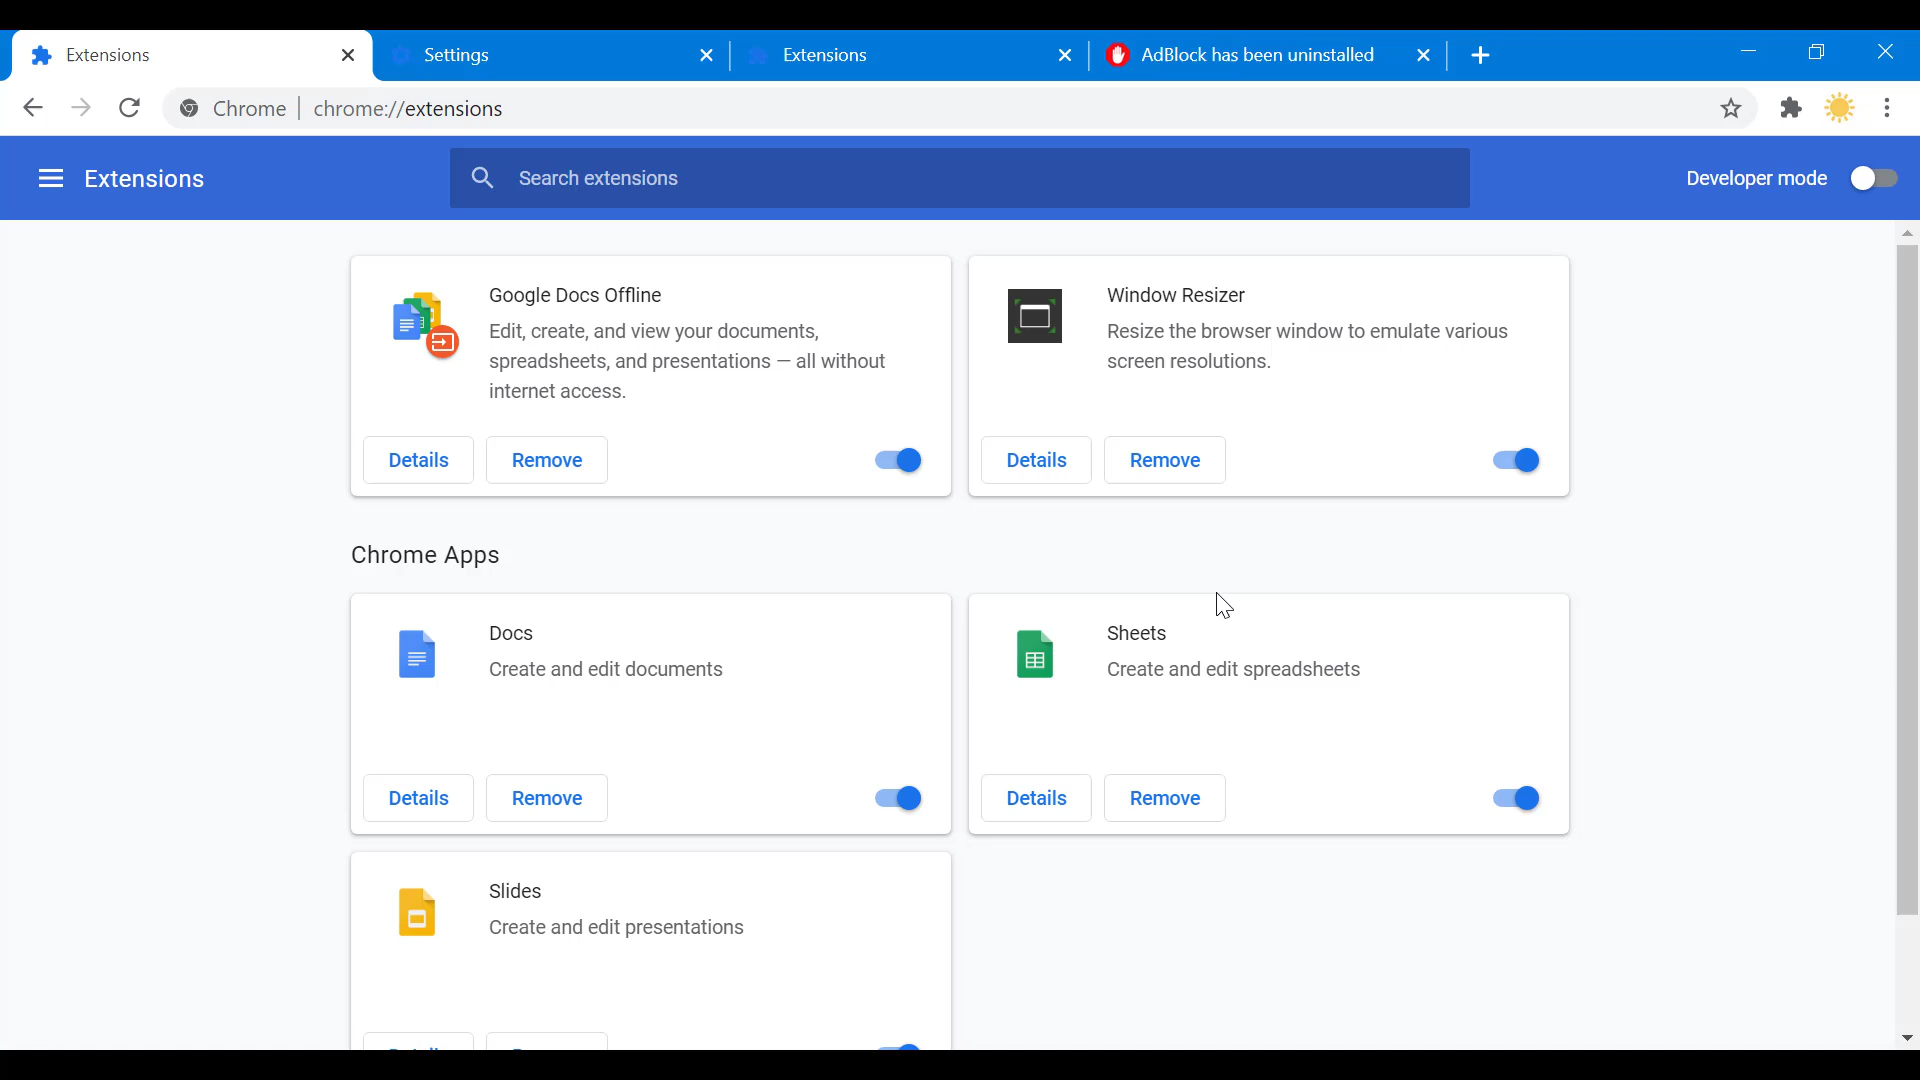 Extensions
Settings
Extensions
AdBlock has been uninstalled
Chrome
chrome://extensions
Extensions
Search extensions
Developer mode
Google Docs Offline
Edit, create, and view your documents,
spreadsheets, and presentations — all without
internet access.
Details
Remove
Window Resizer
Resize the browser window to emulate various
screen resolutions.
Details
Remove
Chrome Apps
Docs
Create and edit documents
Details
Remove
Sheets
Create and edit spreadsheets
Details
Remove
Slides
Create and edit presentations